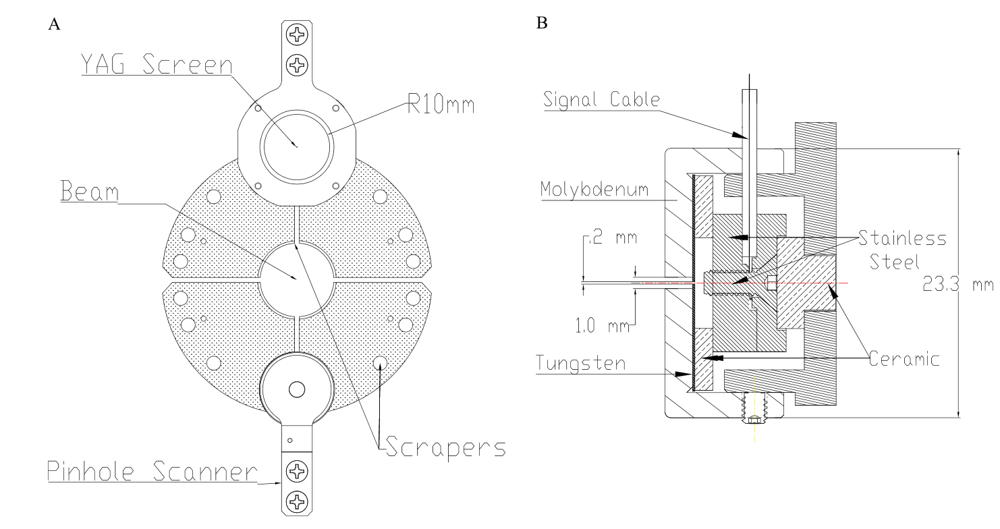 A
YAG Screen
R10mm
Beam
Scrapers
Pinhole Scanner
B
Signal Cable
Molybdenum
.2 mm
Stainless
Steel
23.3 mm
1.0 mm
Tungsten
Ceramic